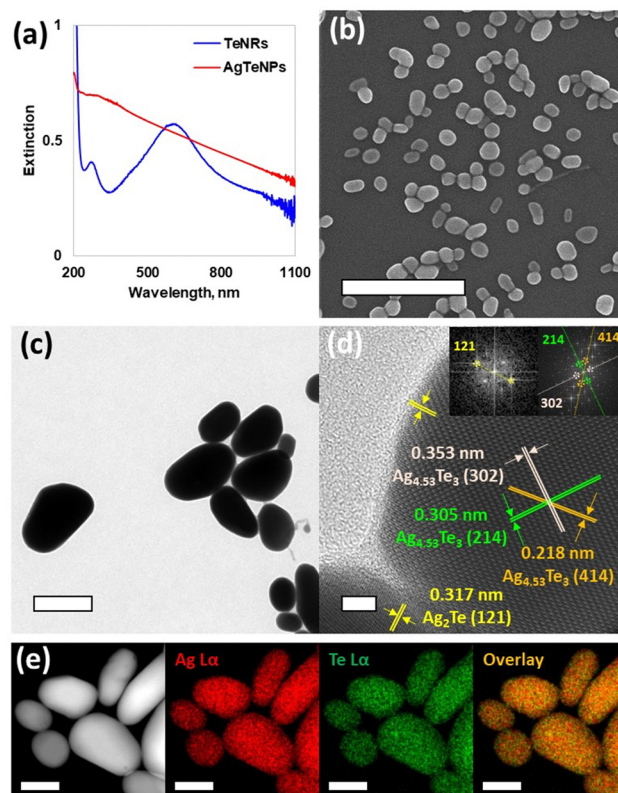 (a)
TeNRs
AgTeNPs
1
0.5
0
Extinction
200
500
800
1100
Wavelength, nm
(b)
(c)
(d)
121
214
414
302
0.353 nm
Ag4.53Te3 (302)
0.305 nm
Ag4.53Te3 (214)
0.218 nm
Ag4.53Te3 (414)
0.317 nm
Ag2Te (121)
(e)
Ag Lα
Te Lα
Overlay